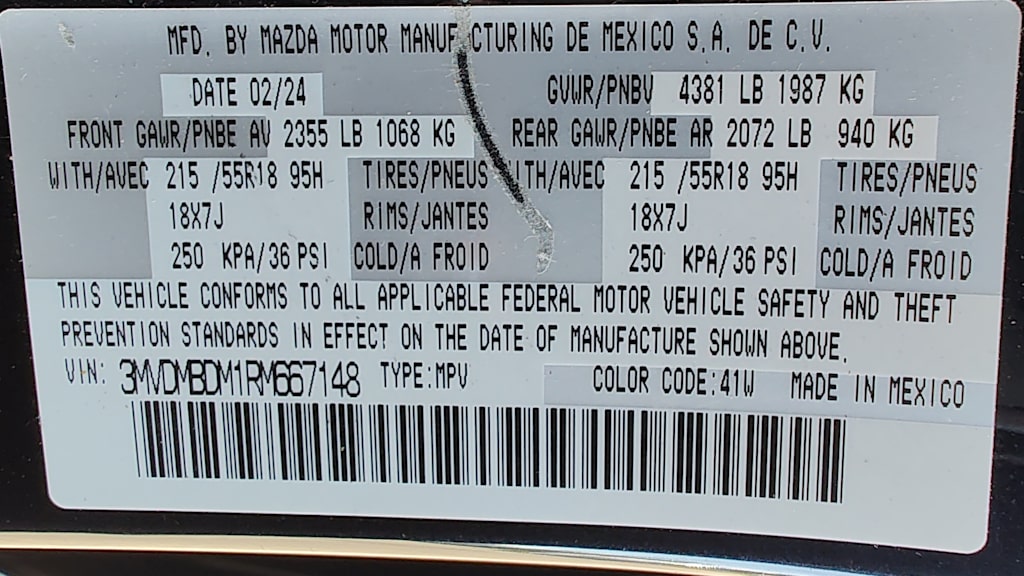 MFD. BY MAZDA MOTOR MANUFACTURING DE MEXICO S.A. DE C.V.
DATE 02/24 GVWR/PNBV 4381 LB 1987 KG
FRONT GAWR/PNBE AV 2355 LB 1068 KG REAR GAWR/PNBE AR 2072 LB 940 KG
WITH/AVEC 215 /55R18 95H TIRES/PNEUS WITH/AVEC 215 /55R18 95H TIRES/PNEUS
18X7J RIMS/JANTES 18X7J RIMS/JANTES
250 KPA/36 PSI COLD/A FROID 250 KPA/36 PSI COLD/A FROID
THIS VEHICLE CONFORMS TO ALL APPLICABLE FEDERAL MOTOR VEHICLE SAFETY AND THEFT
PREVENTION STANDARDS IN EFFECT ON THE DATE OF MANUFACTURE SHOWN ABOVE.
VIN: 3MVDMBDM1RM667148 TYPE:MPV COLOR CODE:41W MADE IN MEXICO